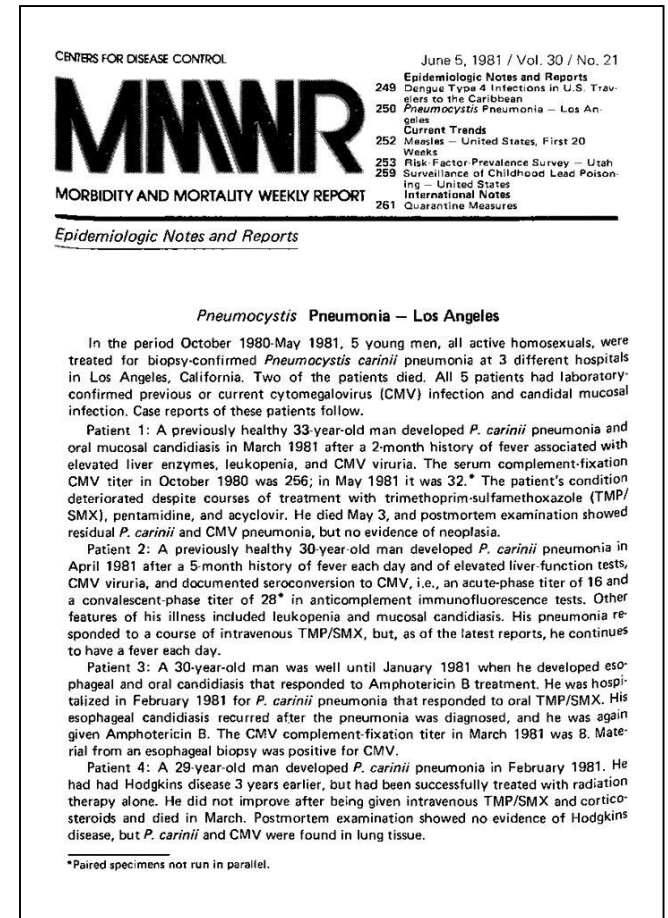 CENTERS FOR DISEASE CONTROL
June 5, 1981 / Vol. 30 / No. 21
MMWR
MORBIDITY AND MORTALITY WEEKLY REPORT
Epidemiologic Notes and Reports
249 Dengue Type 4 Infections in U.S. Trav-
elers to the Caribbean
250 Pneumocystis Pneumonia — Los An-
geles
Current Trends
252 Measles — United States, First 20
Weeks
253 Risk-Factor-Prevalence Survey — Utah
259 Surveillance of Childhood Lead Poison-
ing — United States
International Notes
261 Quarantine Measures
Epidemiologic Notes and Reports
Pneumocystis Pneumonia — Los Angeles
In the period October 1980-May 1981, 5 young men, all active homosexuals, were
treated for biopsy-confirmed Pneumocystis carinii pneumonia at 3 different hospitals
in Los Angeles, California. Two of the patients died. All 5 patients had laboratory-
confirmed previous or current cytomegalovirus (CMV) infection and candidal mucosal
infection. Case reports of these patients follow.
Patient 1: A previously healthy 33-year-old man developed P. carinii pneumonia and
oral mucosal candidiasis in March 1981 after a 2-month history of fever associated with
elevated liver enzymes, leukopenia, and CMV viruria. The serum complement-fixation
CMV titer in October 1980 was 256; in May 1981 it was 32.* The patient's condition
deteriorated despite courses of treatment with trimethoprim-sulfamethoxazole (TMP/
SMX), pentamidine, and acyclovir. He died May 3, and postmortem examination showed
residual P. carinii and CMV pneumonia, but no evidence of neoplasia.
Patient 2: A previously healthy 30-year-old man developed P. carinii pneumonia in
April 1981 after a 5-month history of fever each day and of elevated liver-function tests,
CMV viruria, and documented seroconversion to CMV, i.e., an acute-phase titer of 16 and
a convalescent-phase titer of 28* in anticomplement immunofluorescence tests. Other
features of his illness included leukopenia and mucosal candidiasis. His pneumonia re-
sponded to a course of intravenous TMP/SMX, but, as of the latest reports, he continues
to have a fever each day.
Patient 3: A 30-year-old man was well until January 1981 when he developed eso-
phageal and oral candidiasis that responded to Amphotericin B treatment. He was hospi-
talized in February 1981 for P. carinii pneumonia that responded to oral TMP/SMX. His
esophageal candidiasis recurred after the pneumonia was diagnosed, and he was again
given Amphotericin B. The CMV complement-fixation titer in March 1981 was 8. Mate-
rial from an esophageal biopsy was positive for CMV.
Patient 4: A 29-year-old man developed P. carinii pneumonia in February 1981. He
had had Hodgkins disease 3 years earlier, but had been successfully treated with radiation
therapy alone. He did not improve after being given intravenous TMP/SMX and cortico-
steroids and died in March. Postmortem examination showed no evidence of Hodgkins
disease, but P. carinii and CMV were found in lung tissue.
*Paired specimens not run in parallel.